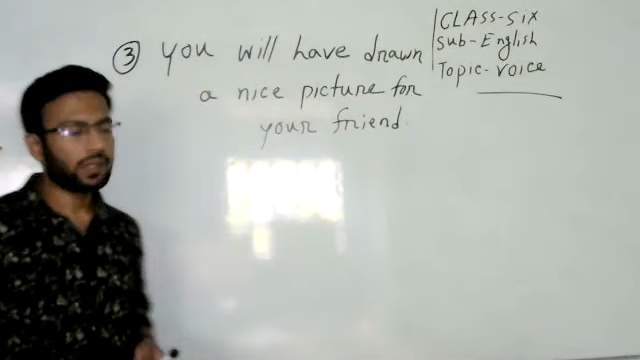 ③ you will have drawn
a nice picture for
your friend.
CLASS-Six
Sub-English
Topic-voice